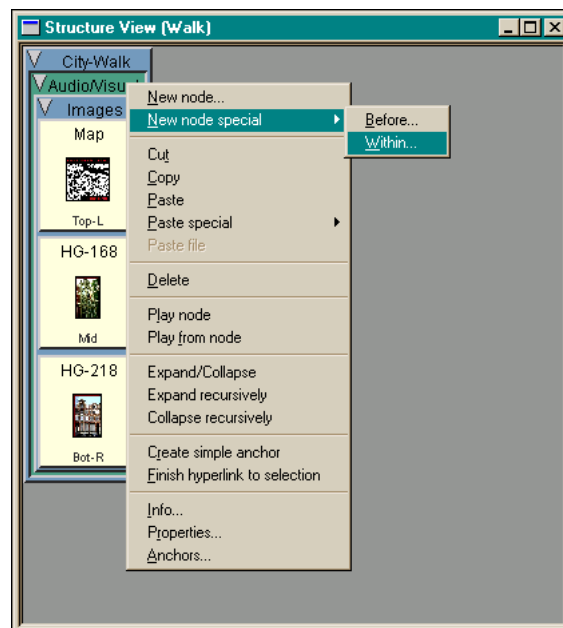 Structure View (Walk)
City-Walk
Audio/Visu
Images
Map
Top-L
HG-168
Mid
HG-218
Bot-R
New node...
New node special
Before...
Within...
Cut
Copy
Paste
Paste special
Paste file
Delete
Play node
Play from node
Expand/Collapse
Expand recursively
Collapse recursively
Create simple anchor
Finish hyperlink to selection
Info...
Properties...
Anchors...